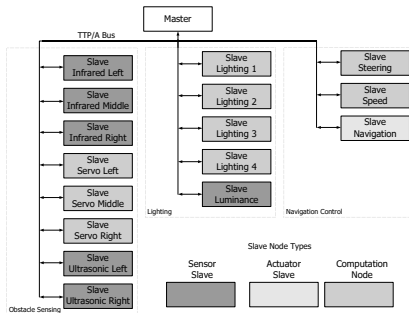 Master
TTP/A Bus
Slave
Infrared Left
Slave
Infrared Middle
Slave
Infrared Right
Slave
Servo Left
Slave
Servo Middle
Slave
Servo Right
Slave
Ultrasonic Left
Slave
Ultrasonic Right
Obstacle Sensing
Slave
Lighting 1
Slave
Lighting 2
Slave
Lighting 3
Slave
Lighting 4
Slave
Luminance
Lighting
Slave
Steering
Slave
Speed
Slave
Navigation
Navigation Control
Slave Node Types
Sensor
Slave
Actuator
Slave
Computation
Node